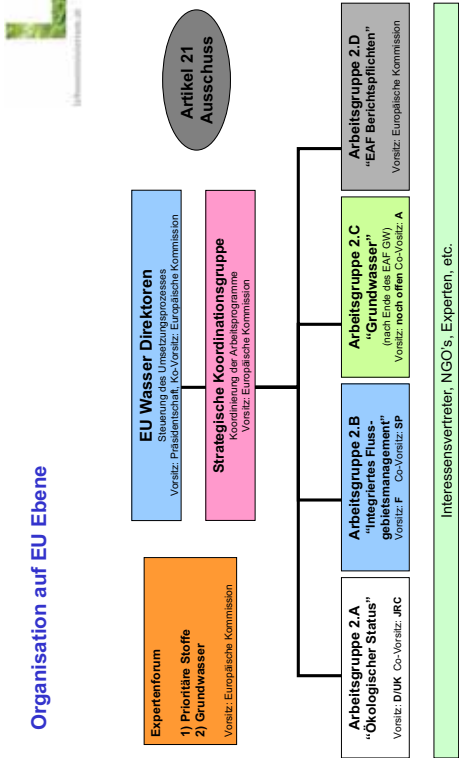 Organisation auf EU Ebene
Expertenforum
1) Prioritäre Stoffe
2) Grundwasser
Vorsitz: Europäische Kommission
EU Wasser Direktoren
Steuerung des Umsetzungsprozesses
Vorsitz: Präsidentschaft, Ko-Vorsitz: Europäische Kommission
Artikel 21
Ausschuss
Strategische Koordinationsgruppe
Koordinierung der Arbeitsprogramme
Vorsitz: Europäische Kommission
Arbeitsgruppe 2.A
“Ökologischer Status”
Vorsitz: D/UK Co-Vorsitz: JRC
Arbeitsgruppe 2.B
“Integriertes Fluss-
gebietsmanagement”
Vorsitz: F Co-Vorsitz: SP
Arbeitsgruppe 2.C
“Grundwasser”
(nach Ende des EAF GW)
Vorsitz: noch offen Co-Vositz: A
Arbeitsgruppe 2.D
“EAF Berichtspflichten”
Vorsitz: Europäische Kommission
Interessensvertreter, NGO’s, Experten, etc.